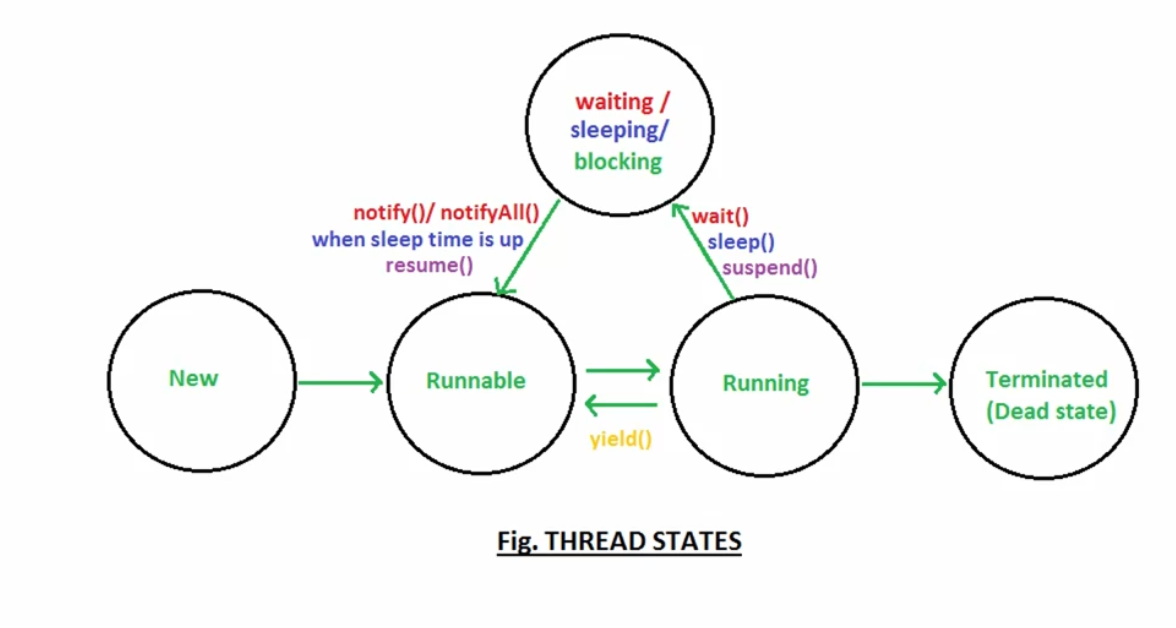 waiting /
sleeping/
blocking
notify()/ notifyAll()
when sleep time is up
resume()
wait()
sleep()
suspend()
New
Runnable
Running
Terminated
(Dead state)
yield()
Fig. THREAD STATES